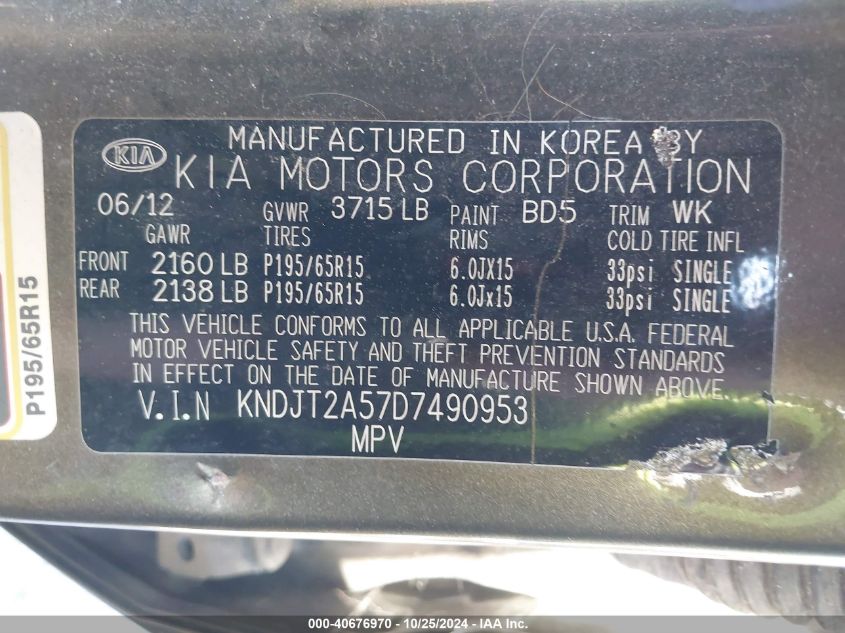 MANUFACTURED IN KOREA BY
KIA
KIA MOTORS CORPORATION
06/12 GVWR 3715 LB PAINT BD5 TRIM WK
GAWR TIRES RIMS COLD TIRE INFL
FRONT 2160 LB P195/65R15 6.0JX15 33psi SINGLE
REAR 2138 LB P195/65R15 6.0Jx15 33psi SINGLE
THIS VEHICLE CONFORMS TO ALL APPLICABLE U.S.A. FEDERAL
MOTOR VEHICLE SAFETY AND THEFT PREVENTION STANDARDS
IN EFFECT ON THE DATE OF MANUFACTURE SHOWN ABOVE.
V.I.N KNDJT2A57D7490953
MPV
P195/65R15
000-40676970 - 10/25/2024 - IAA Inc.